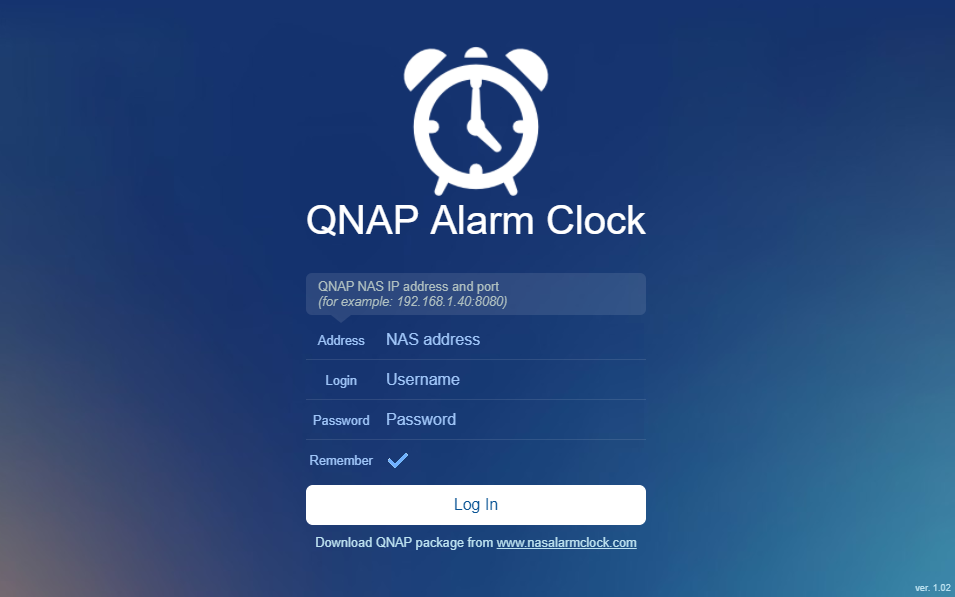 QNAP Alarm Clock
QNAP NAS IP address and port
(for example: 192.168.1.40:8080)
Address NAS address
Login Username
Password Password
Remember
Log In
Download QNAP package from www.nasalarmclock.com
ver. 1.02